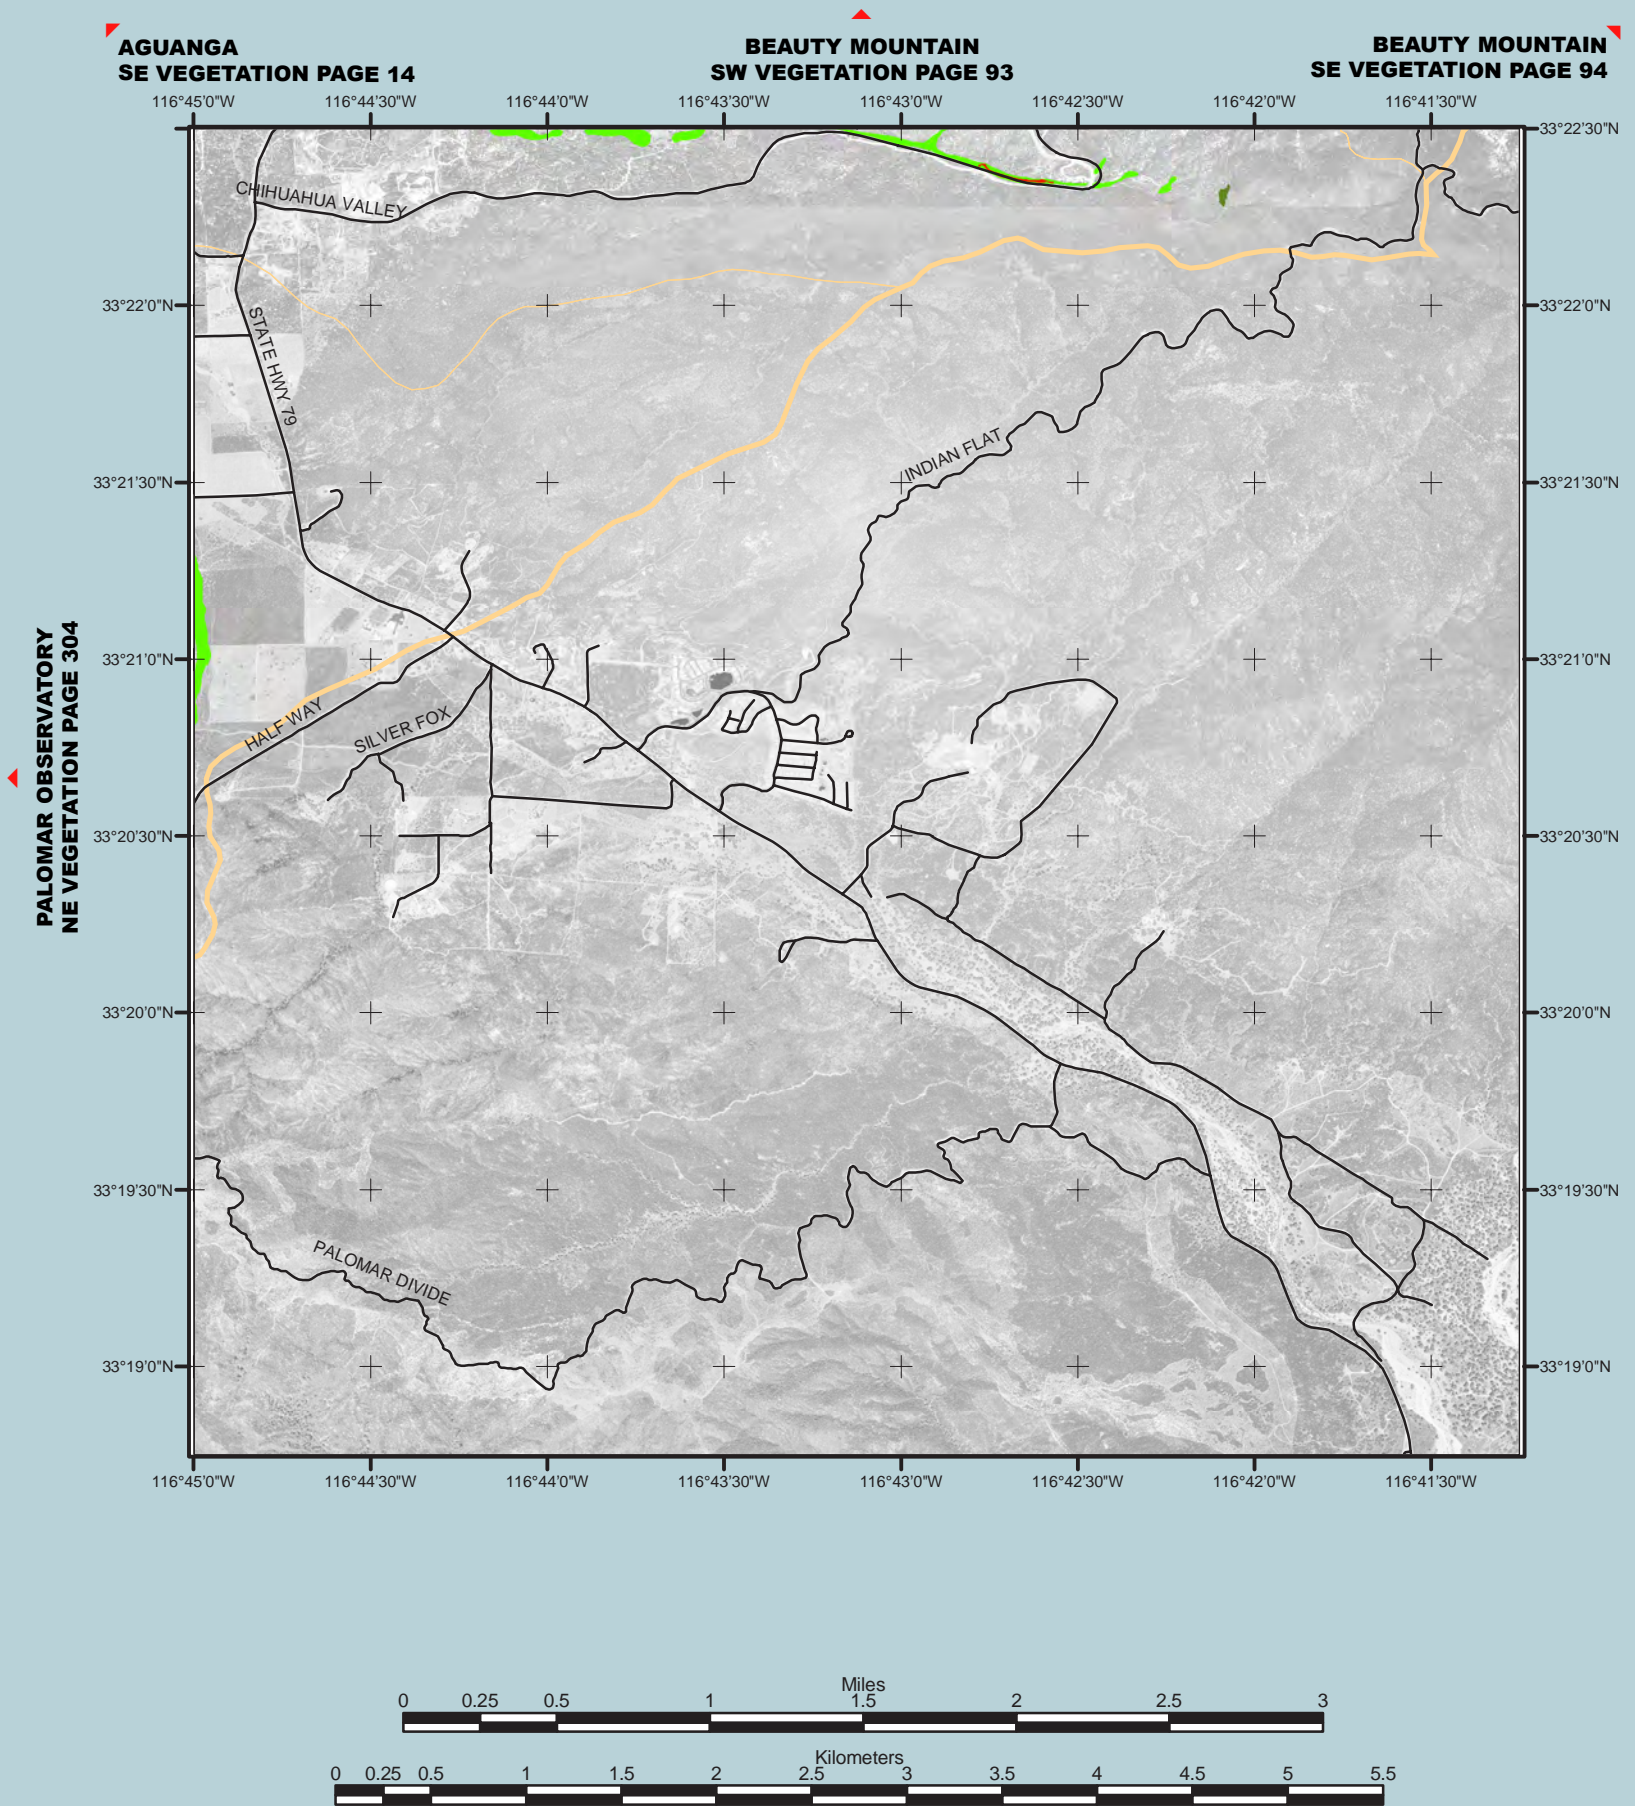 AGUANGA
SE VEGETATION PAGE 14
BEAUTY MOUNTAIN
SW VEGETATION PAGE 93
BEAUTY MOUNTAIN
SE VEGETATION PAGE 94
116°45'0"W 116°44'30"W 116°44'0"W 116°43'30"W 116°43'0"W 116°42'30"W 116°42'0"W 116°41'30"W
33°22'30"N
CHIHUAHUA VALLEY
33°22'0"N 33°22'0"N
STATE HWY 79
INDIAN FLAT
33°21'30"N 33°21'30"N
PALOMAR OBSERVATORY
NE VEGETATION PAGE 304
33°21'0"N 33°21'0"N
HALF WAY
SILVER FOX
33°20'30"N 33°20'30"N
33°20'0"N 33°20'0"N
33°19'30"N 33°19'30"N
PALOMAR DIVIDE
33°19'0"N 33°19'0"N
116°45'0"W 116°44'30"W 116°44'0"W 116°43'30"W 116°43'0"W 116°42'30"W 116°42'0"W 116°41'30"W
Miles
0 0.25 0.5 1 1.5 2 2.5 3
Kilometers
0 0.25 0.5 1 1.5 2 2.5 3 3.5 4 4.5 5 5.5